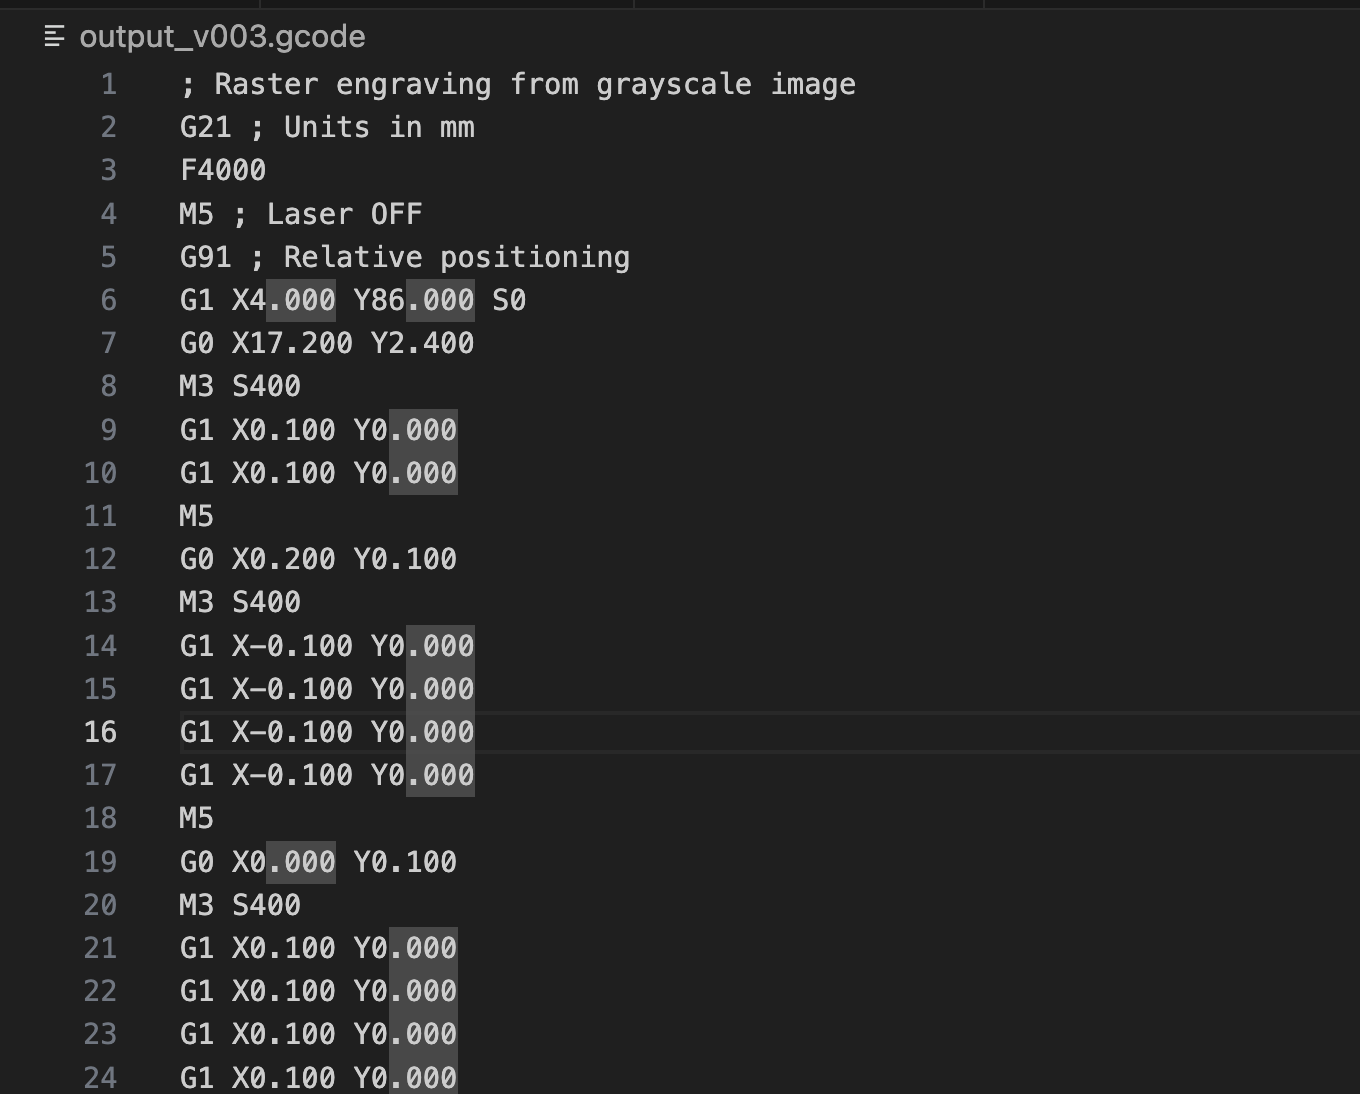 output_v003.gcode
1 ; Raster engraving from grayscale image
2 G21 ; Units in mm
3 F4000
4 M5 ; Laser OFF
5 G91 ; Relative positioning
6 G1 X4.000 Y86.000 S0
7 G0 X17.200 Y2.400
8 M3 S400
9 G1 X0.100 Y0.000
10 G1 X0.100 Y0.000
11 M5
12 G0 X0.200 Y0.100
13 M3 S400
14 G1 X-0.100 Y0.000
15 G1 X-0.100 Y0.000
16 G1 X-0.100 Y0.000
17 G1 X-0.100 Y0.000
18 M5
19 G0 X0.000 Y0.100
20 M3 S400
21 G1 X0.100 Y0.000
22 G1 X0.100 Y0.000
23 G1 X0.100 Y0.000
24 G1 X0.100 Y0.000